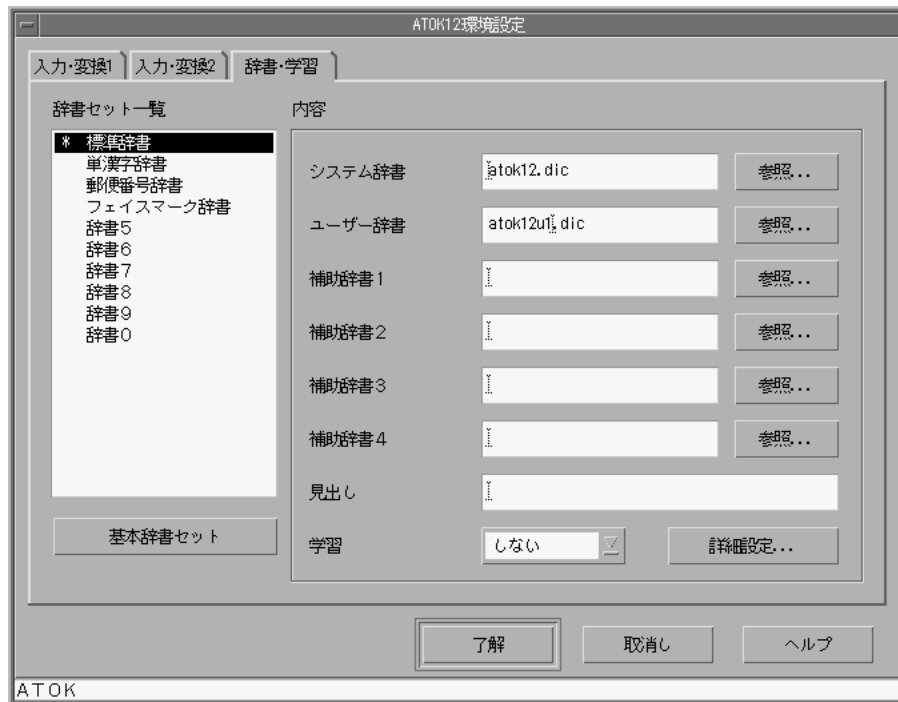 ATOK12環境設定
入力・変換1 入力・変換2 辞書・学習
辞書セット一覧
* 標準辞書
単漢字辞書
郵便番号辞書
フェイスマーク辞書
辞書5
辞書6
辞書7
辞書8
辞書9
辞書0
基本辞書セット
内容
システム辞書 atok12.dic 参照...
ユーザー辞書 atok12u1.dic 参照...
補助辞書1 参照...
補助辞書2 参照...
補助辞書3 参照...
補助辞書4 参照...
見出し
学習 しない 詳細設定...
了解 取消し ヘルプ
ATOK